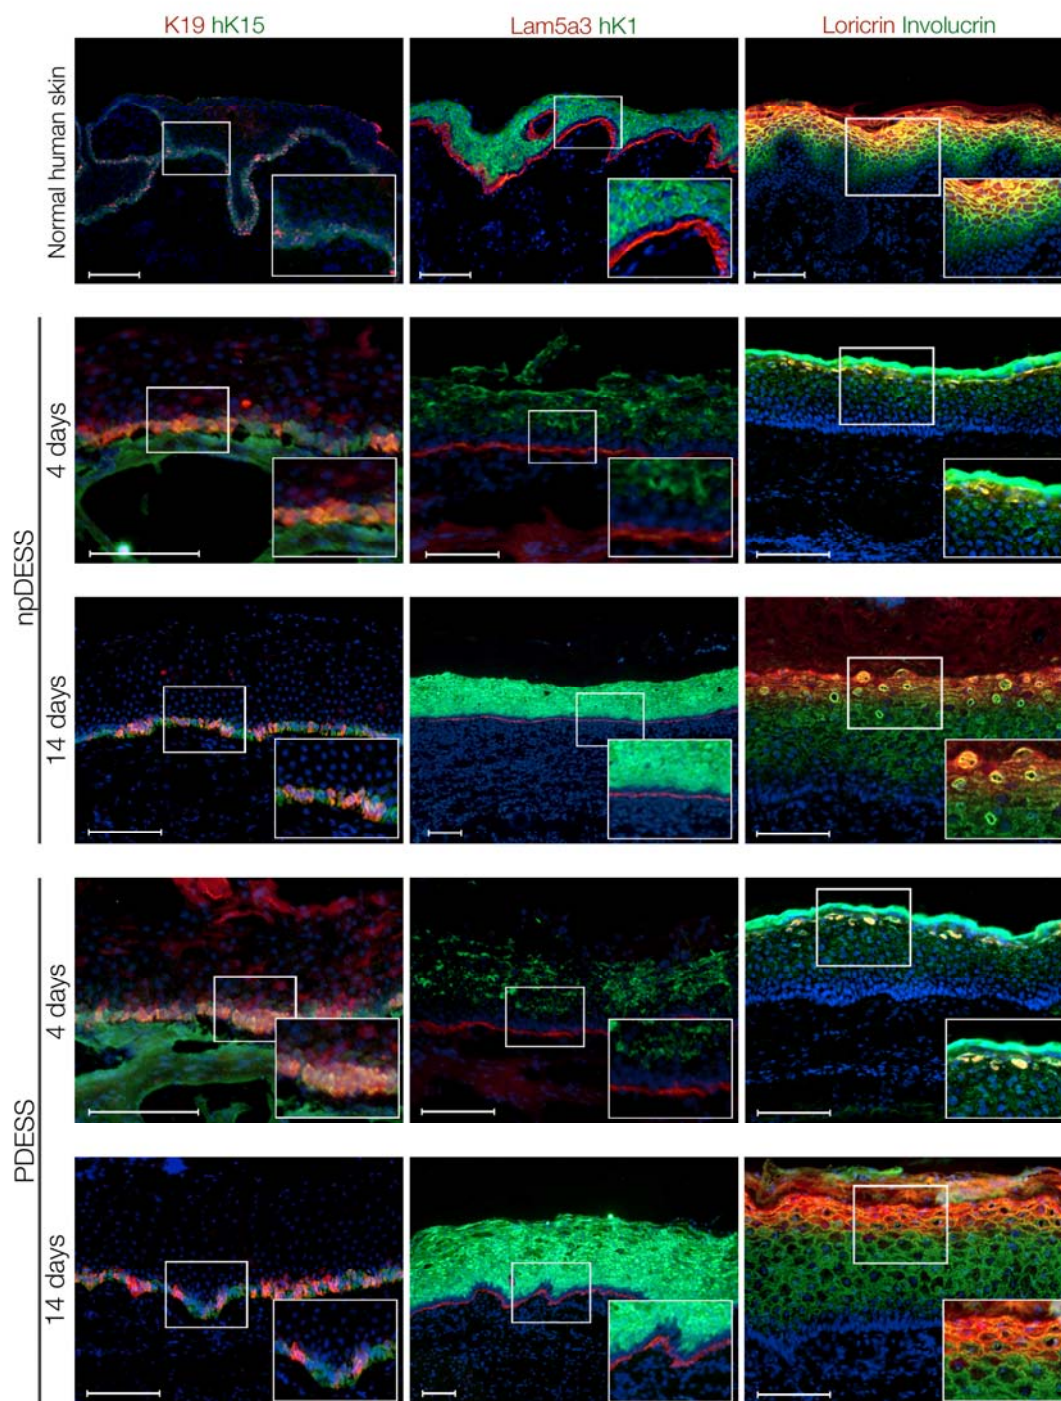 K19 hK15
Lam5a3 hK1
Loricrin Involucrin
Normal human skin
npDESS
4 days
14 days
PDESS
4 days
14 days